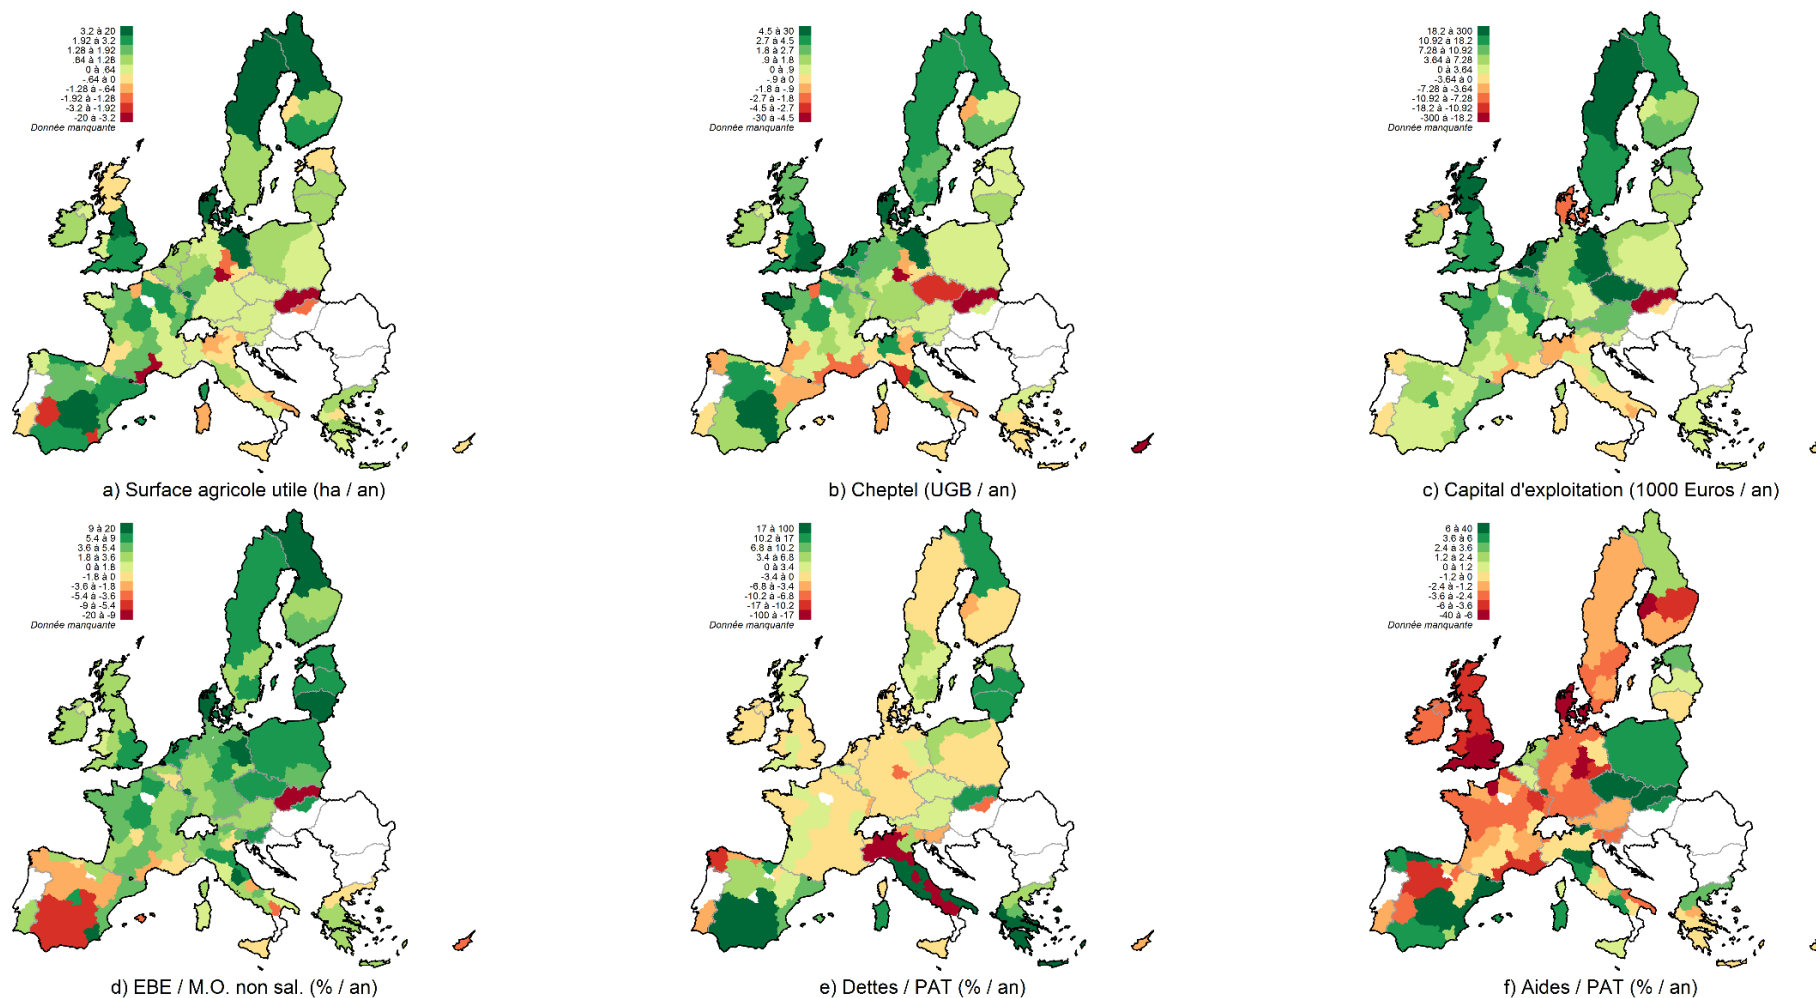 3.2 à 20
1.92 à 3.2
1.28 à 1.92
.84 à 1.28
0 à .64
-.64 à 0
-1.28 à -.64
-1.92 à -1.28
-3.2 à -1.92
-20 à -3.2
Donnée manquante
a) Surface agricole utile (ha / an)
4.5 à 30
2.7 à 4.5
1.8 à 2.7
.9 à 1.8
0 à .9
-.9 à 0
-1.8 à -.9
-2.7 à -1.8
-4.5 à -2.7
-30 à -4.5
Donnée manquante
b) Cheptel (UGB / an)
18.2 à 300
10.92 à 18.2
7.28 à 10.92
3.64 à 7.28
0 à 3.64
-3.64 à 0
-7.28 à -3.64
-10.92 à -7.28
-18.2 à -10.92
-300 à -18.2
Donnée manquante
c) Capital d'exploitation (1000 Euros / an)
9 à 20
5.4 à 9
3.6 à 5.4
1.8 à 3.6
0 à 1.8
-1.8 à 0
-3.6 à -1.8
-5.4 à -3.6
-9 à -5.4
-20 à -9
Donnée manquante
d) EBE / M.O. non sal. (% / an)
17 à 100
10.2 à 17
6.8 à 10.2
3.4 à 6.8
0 à 3.4
-3.4 à 0
-6.8 à -3.4
-10.2 à -6.8
-17 à -10.2
-100 à -17
Donnée manquante
e) Dettes / PAT (% / an)
6 à 40
3.6 à 6
2.4 à 3.6
1.2 à 2.4
0 à 1.2
-1.2 à 0
-2.4 à -1.2
-3.6 à -2.4
-6 à -3.6
-40 à -6
Donnée manquante
f) Aides / PAT (% / an)